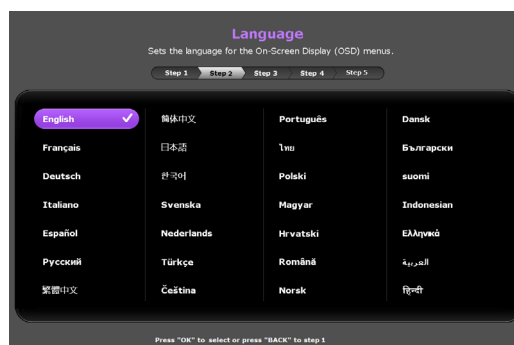 Language
Sets the language for the On-Screen Display (OSD) menus.
Step 1 Step 2 Step 3 Step 4 Step 5
English 簡体中文 Português Dansk
Français 日本語 ไทย Български
Deutsch 한국어 Polski suomi
Italiano Svenska Magyar Indonesian
Español Nederlands Hrvatski Ελληνικά
Русский Türkçe Română العربية
繁體中文 Čeština Norsk हिन्दी
Press "OK" to select or press "BACK" to step 1